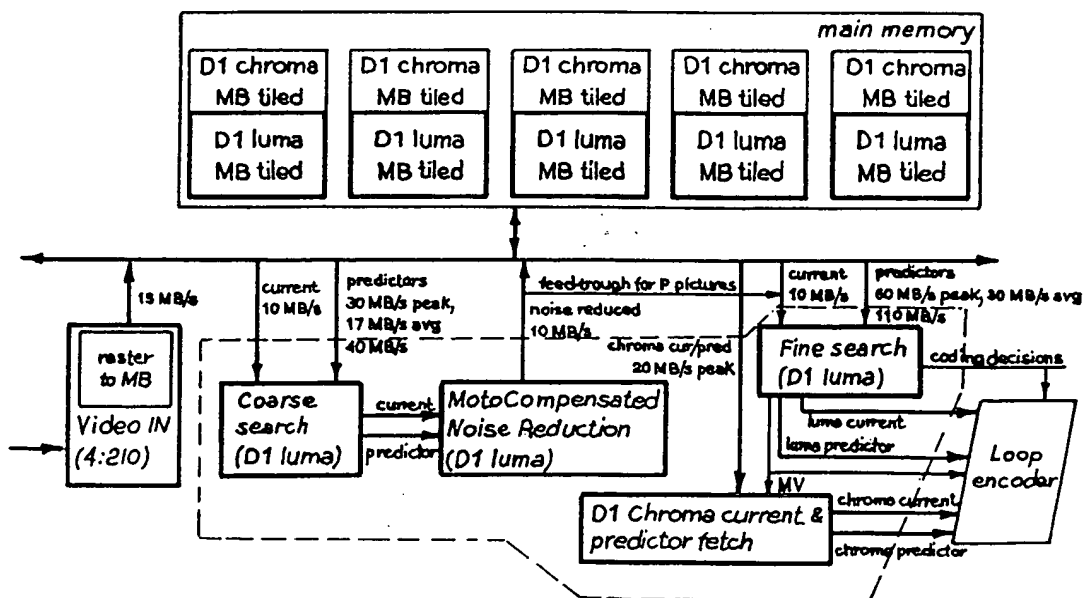 main memory
D1 chroma
MB tiled
D1 luma
MB tiled
D1 chroma
MB tiled
D1 luma
MB tiled
D1 chroma
MB tiled
D1 luma
MB tiled
D1 chroma
MB tiled
D1 luma
MB tiled
D1 chroma
MB tiled
D1 luma
MB tiled
13 MB/s
current
10 MB/s
predictors
30 MB/s peak,
17 MB/s avg
40 MB/s
feed-trough for P pictures
noise reduced
10 MB/s
chroma cur/pred
20 MB/s peak
current
10 MB/s
predictors
60 MB/s peak, 30 MB/s avg
110 MB/s
raster
to MB
Video IN
(4:210)
Coarse
search
(D1 luma)
current
predictor
MotoCompensated
Noise Reduction
(D1 luma)
Fine search
(D1 luma)
coding decisions
luma current
luma predictor
MV
Loop
encoder
D1 Chroma current &
predictor fetch
chroma current
chroma predictor